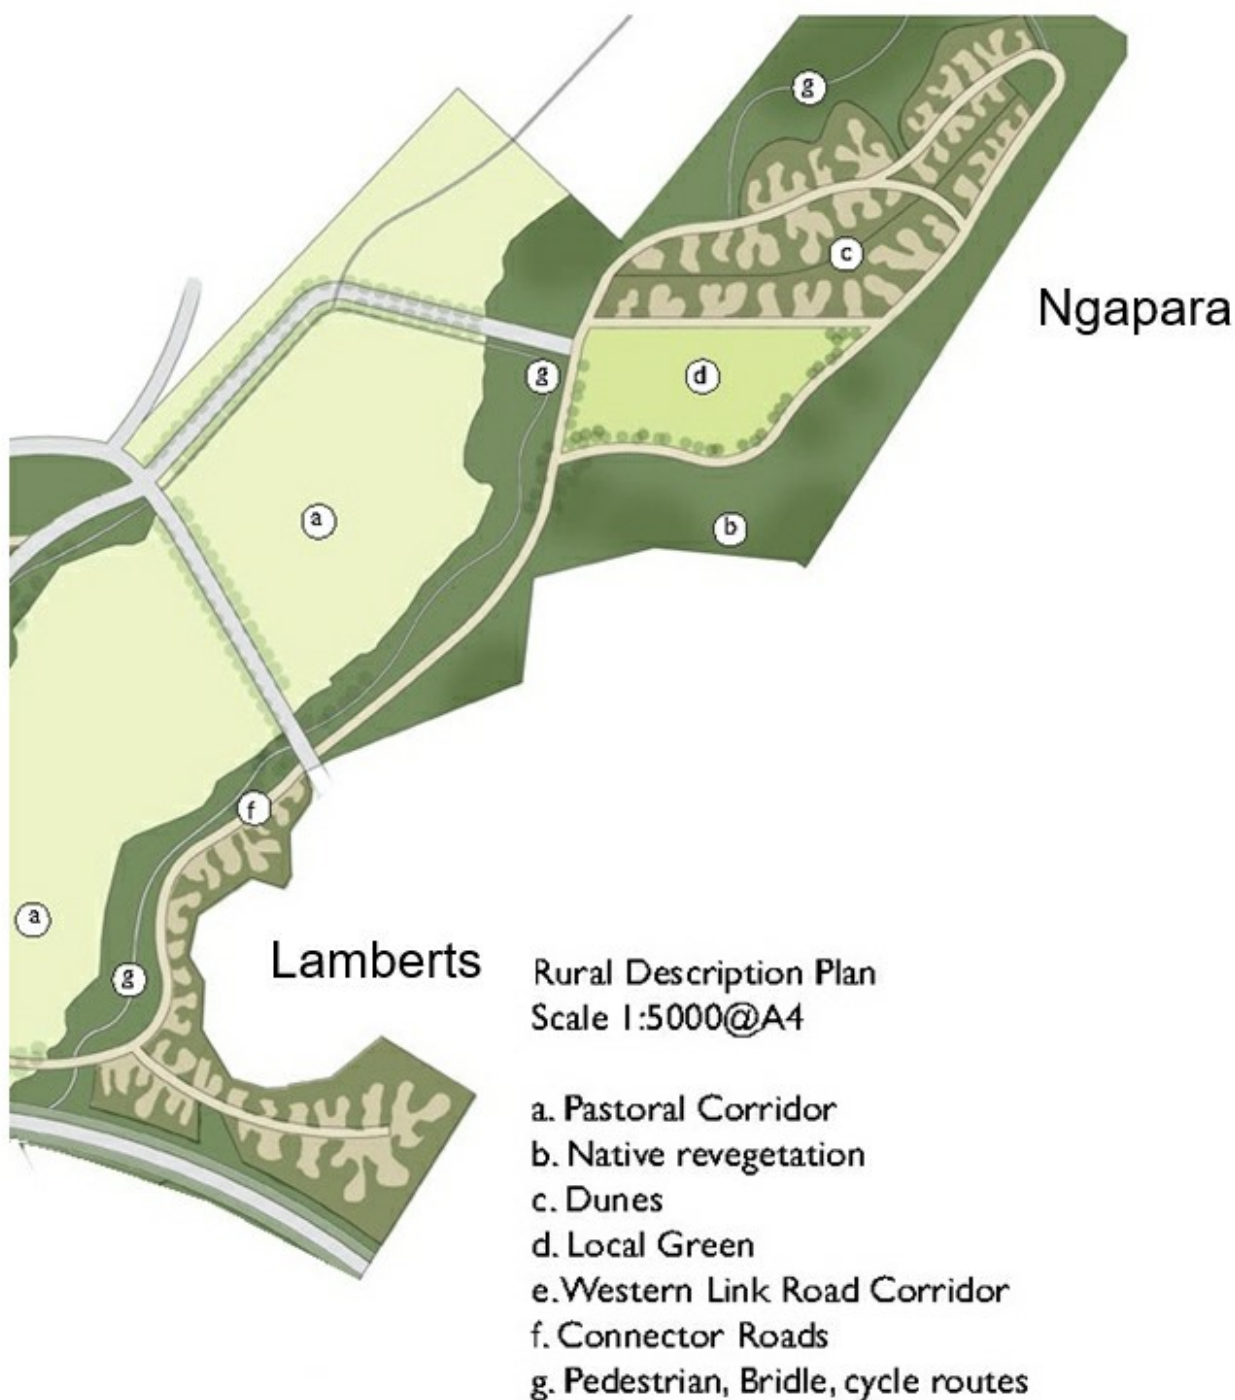 g
c
Ngapara
g
d
a
b
f
a
g
Lamberts
Rural Description Plan
Scale 1:5000@A4
a. Pastoral Corridor
b. Native revegetation
c. Dunes
d. Local Green
e. Western Link Road Corridor
f. Connector Roads
g. Pedestrian, Bridle, cycle routes